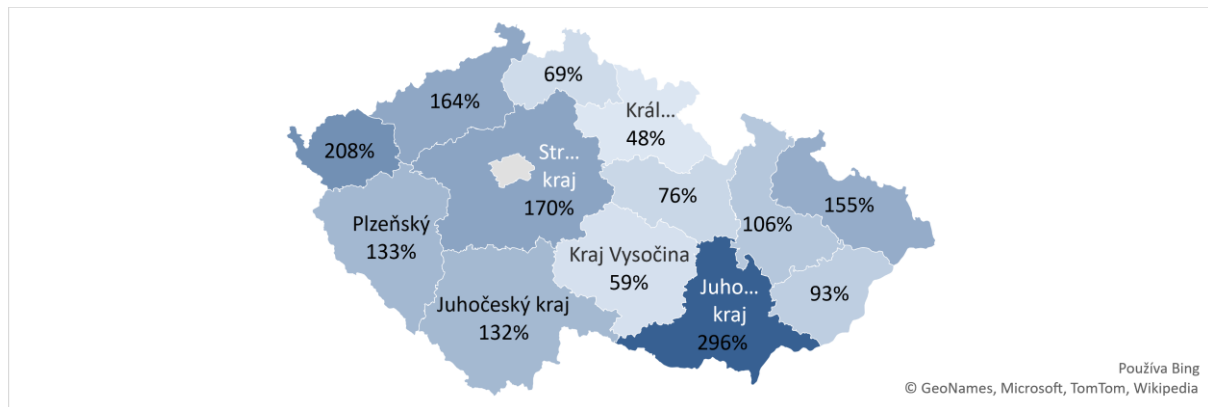 69%
164%
Král...
48%
208%
Str...
kraj
170%
76%
155%
Plzeňský
133%
106%
Kraj Vysočina
59%
93%
Juhočeský kraj
132%
Juho...
kraj
296%
Používa Bing
© GeoNames, Microsoft, TomTom, Wikipedia